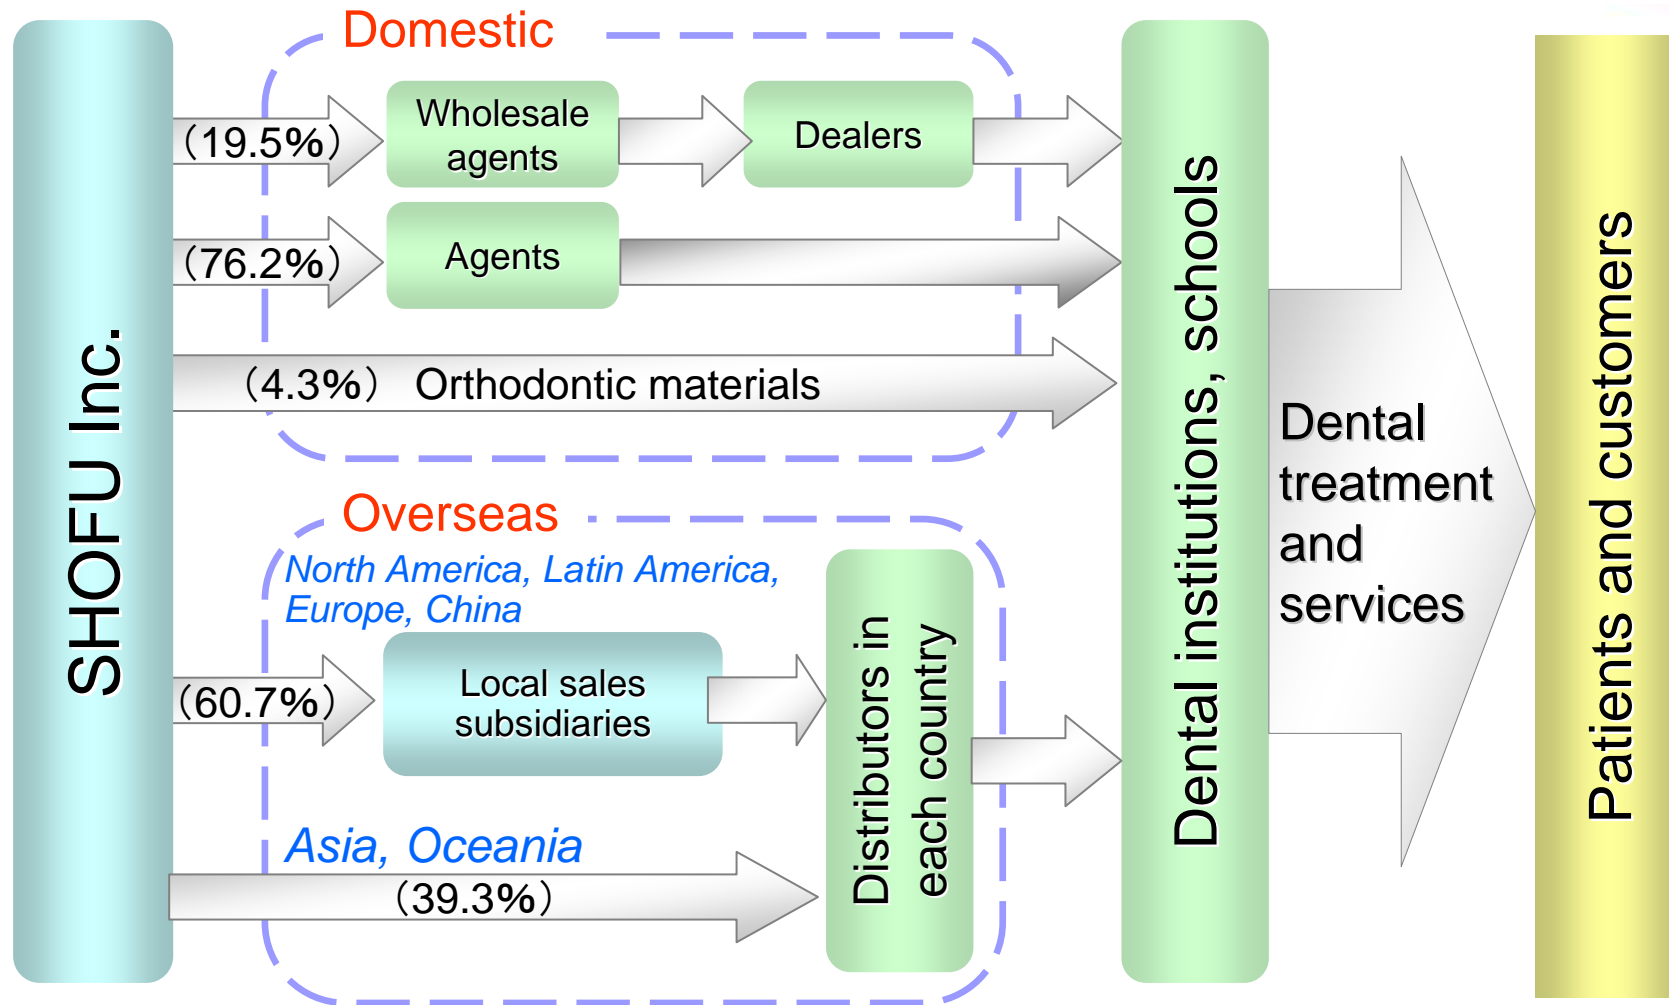 SHOFU Inc.
Domestic
（19.5%）
Wholesale
agents
Dealers
（76.2%）
Agents
（4.3%） Orthodontic materials
Overseas
North America, Latin America,
Europe, China
（60.7%）
Local sales
subsidiaries
Asia, Oceania
（39.3%）
Distributors in
each country
Dental institutions, schools
Dental
treatment
and
services
Patients and customers